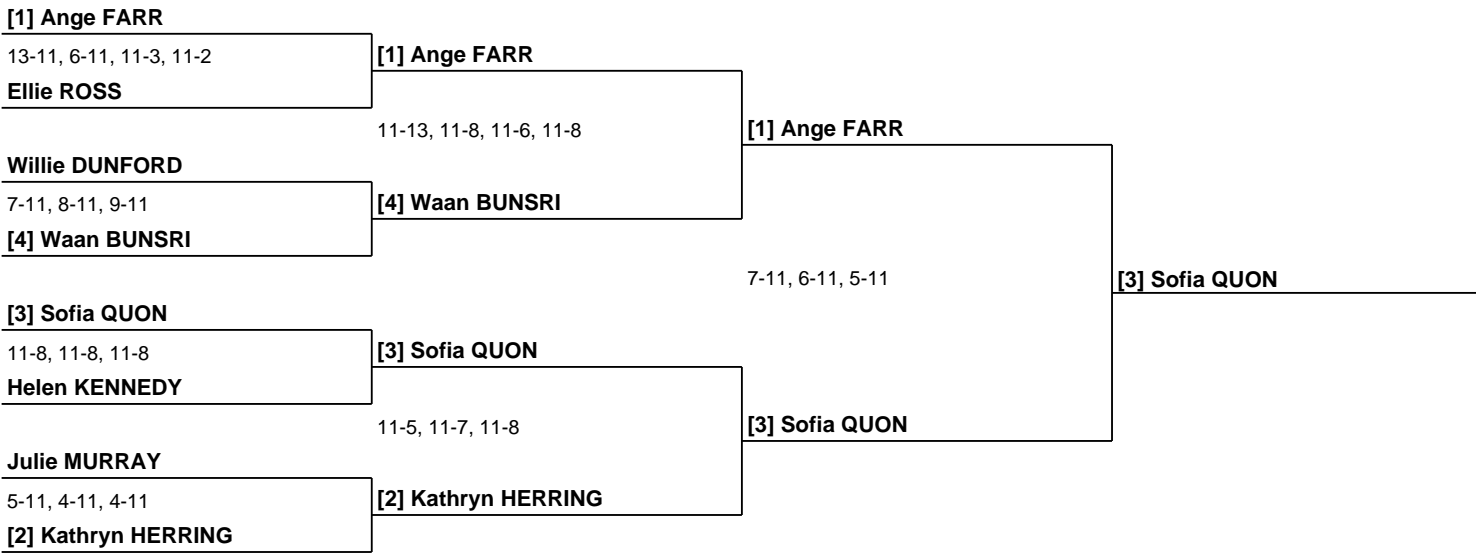 [1] Ange FARR
13-11, 6-11, 11-3, 11-2
[1] Ange FARR
Ellie ROSS
11-13, 11-8, 11-6, 11-8
[1] Ange FARR
Willie DUNFORD
7-11, 8-11, 9-11
[4] Waan BUNSRI
[4] Waan BUNSRI
7-11, 6-11, 5-11
[3] Sofia QUON
[3] Sofia QUON
11-8, 11-8, 11-8
[3] Sofia QUON
Helen KENNEDY
11-5, 11-7, 11-8
[3] Sofia QUON
Julie MURRAY
5-11, 4-11, 4-11
[2] Kathryn HERRING
[2] Kathryn HERRING